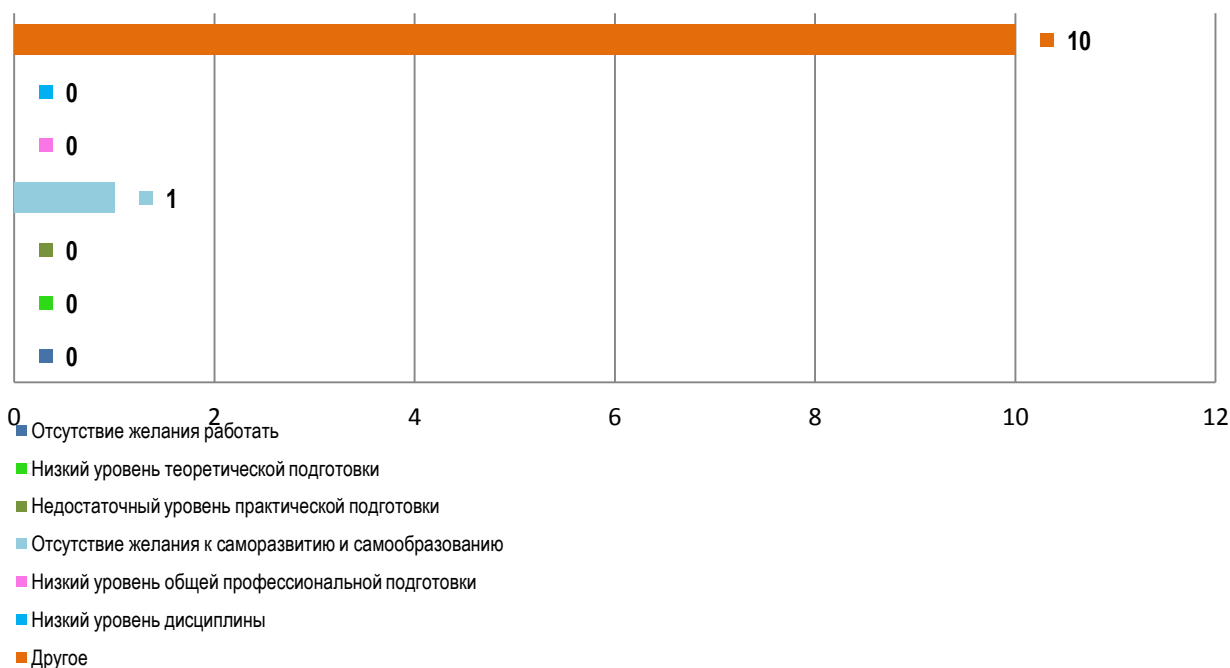 10
0
0
1
0
0
0
0 2 4 6 8 10 12
Отсутствие желания работать
Низкий уровень теоретической подготовки
Недостаточный уровень практической подготовки
Отсутствие желания к саморазвитию и самообразованию
Низкий уровень общей профессиональной подготовки
Низкий уровень дисциплины
Другое